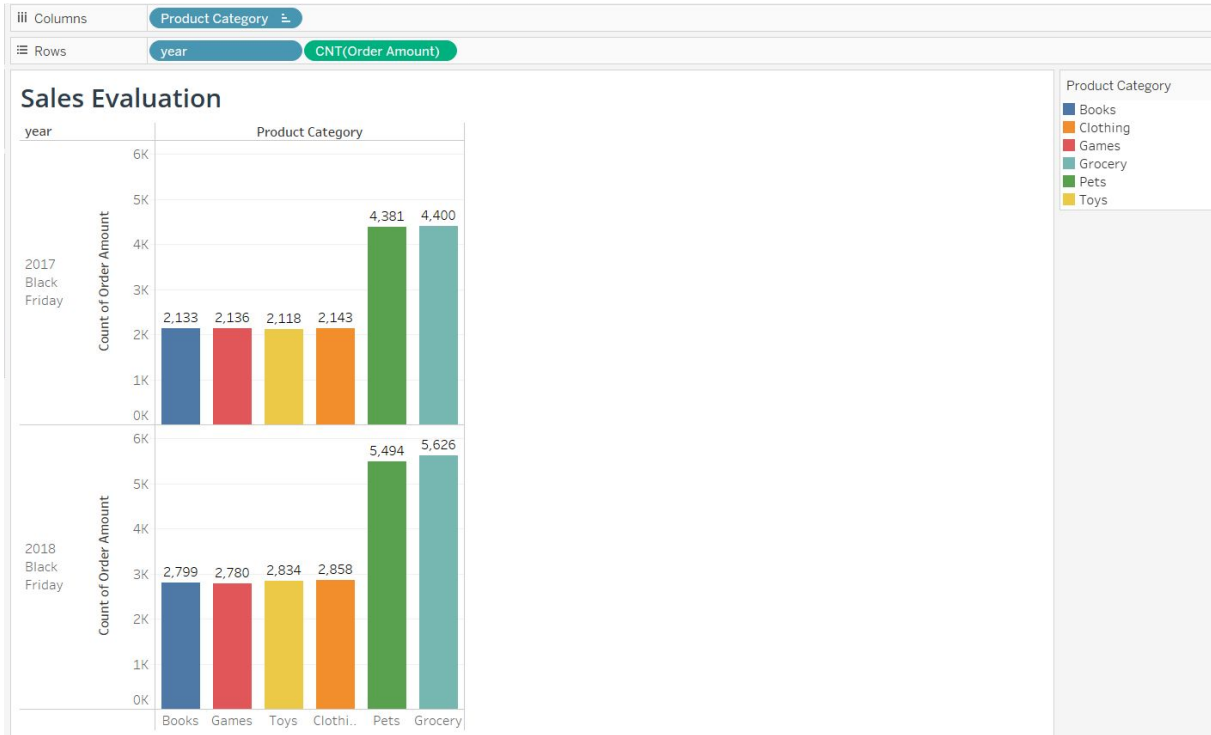 Columns
Product Category
Rows
year
CNT(Order Amount)
Sales Evaluation
year
Product Category
6K
5K
4K
3K
2K
1K
0K
Count of Order Amount
2017
Black
Friday
2,133
2,136
2,118
2,143
4,381
4,400
6K
5K
4K
3K
2K
1K
0K
Count of Order Amount
2018
Black
Friday
2,799
2,780
2,834
2,858
5,494
5,626
Books
Games
Toys
Clothi..
Pets
Grocery
Product Category
Books
Clothing
Games
Grocery
Pets
Toys